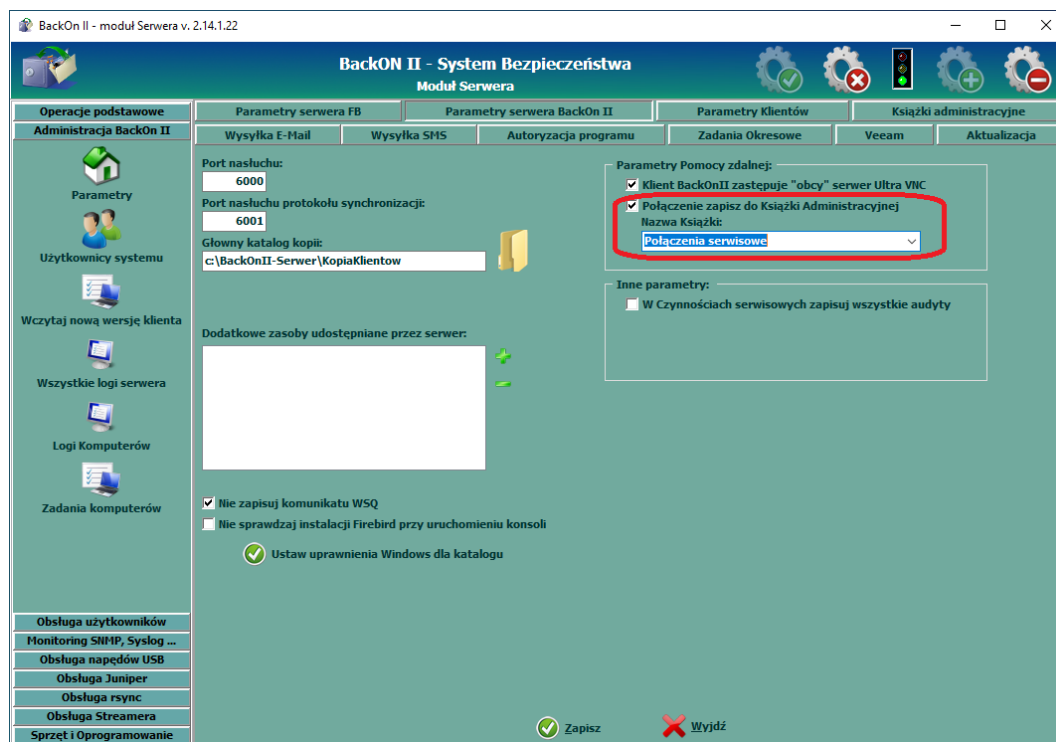 BackOn II - moduł Serwera v. 2.14.1.22
BackON II - System Bezpieczeństwa
Moduł Serwera
Operacje podstawowe
Administracja BackOn II
Parametry
Użytkownicy systemu
Wczytaj nową wersję klienta
Wszystkie logi serwera
Logi Komputerów
Zadania komputerów
Obsługa użytkowników
Monitoring SNMP, Syslog ...
Obsługa napędów USB
Obsługa Juniper
Obsługa rsync
Obsługa Streamera
Sprzęt i Oprogramowanie
Parametry serwera FB
Parametry serwera BackOn II
Parametry Klientów
Książki administracyjne
Wysyłka E-Mail
Wysyłka SMS
Autoryzacja programu
Zadania Okresowe
Veeam
Aktualizacja
Port nasłuchu:
6000
Port nasłuchu protokołu synchronizacji:
6001
Głowny katalog kopii:
c:\BackOnII-Serwer\KopiaKlientow
Dodatkowe zasoby udostępniane przez serwer:
Nie zapisuj komunikatu WSQ
Nie sprawdzaj instalacji Firebird przy uruchomieniu konsoli
Ustaw uprawnienia Windows dla katalogu
Parametry Pomocy zdalnej:
Klient BackOnII zastępuje "obcy" serwer Ultra VNC
Połączenie zapisz do Książki Administracyjnej
Nazwa Książki:
Połączenia serwisowe
Inne parametry:
W Czynnościach serwisowych zapisuj wszystkie audyty
Zapisz
Wyjdź